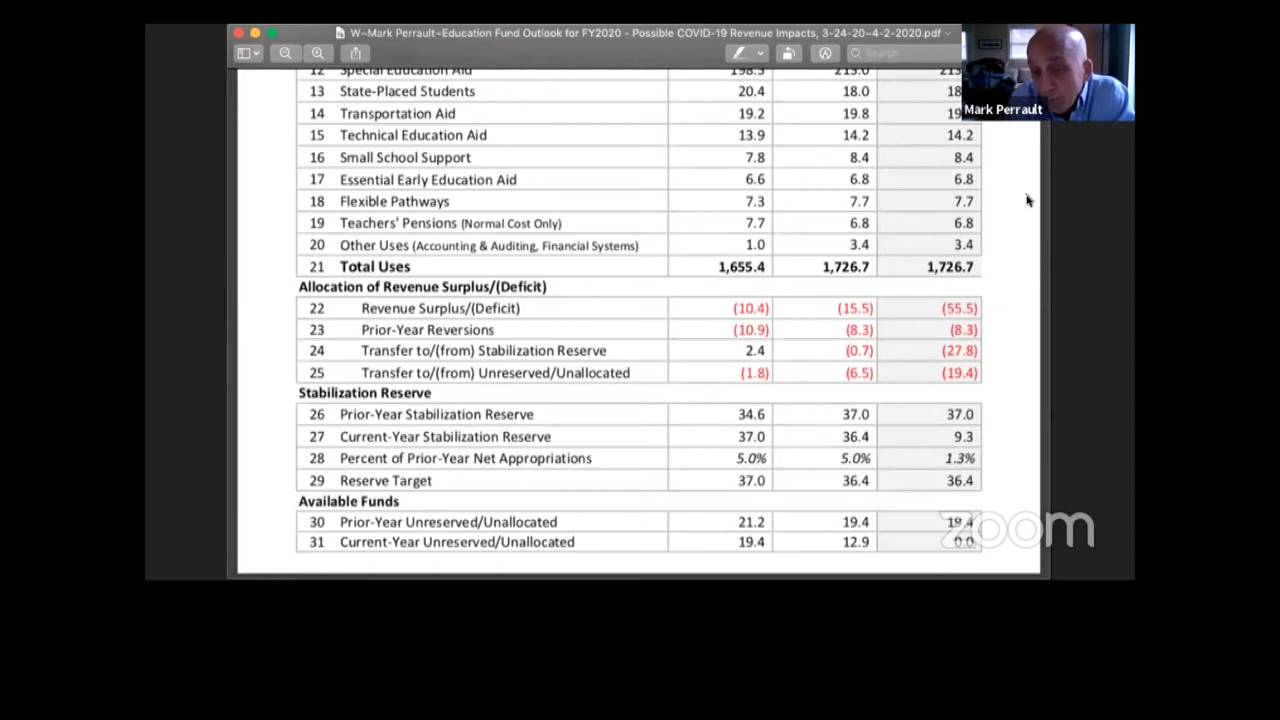 W~Mark Perrault~Education Fund Outlook for FY2020 - Possible COVID-19 Revenue Impacts, 3-24-20~4-2-2020.pdf
Search
Mark Perrault
12 Special Education Aid 198.5 213.0 213
13 State-Placed Students 20.4 18.0 18
14 Transportation Aid 19.2 19.8 19
15 Technical Education Aid 13.9 14.2 14.2
16 Small School Support 7.8 8.4 8.4
17 Essential Early Education Aid 6.6 6.8 6.8
18 Flexible Pathways 7.3 7.7 7.7
19 Teachers' Pensions (Normal Cost Only) 7.7 6.8 6.8
20 Other Uses (Accounting & Auditing, Financial Systems) 1.0 3.4 3.4
21 Total Uses 1,655.4 1,726.7 1,726.7
Allocation of Revenue Surplus/(Deficit)
22 Revenue Surplus/(Deficit) (10.4) (15.5) (55.5)
23 Prior-Year Reversions (10.9) (8.3) (8.3)
24 Transfer to/(from) Stabilization Reserve 2.4 (0.7) (27.8)
25 Transfer to/(from) Unreserved/Unallocated (1.8) (6.5) (19.4)
Stabilization Reserve
26 Prior-Year Stabilization Reserve 34.6 37.0 37.0
27 Current-Year Stabilization Reserve 37.0 36.4 9.3
28 Percent of Prior-Year Net Appropriations 5.0% 5.0% 1.3%
29 Reserve Target 37.0 36.4 36.4
Available Funds
30 Prior-Year Unreserved/Unallocated 21.2 19.4 19.4
31 Current-Year Unreserved/Unallocated 19.4 12.9 0.0
zoom